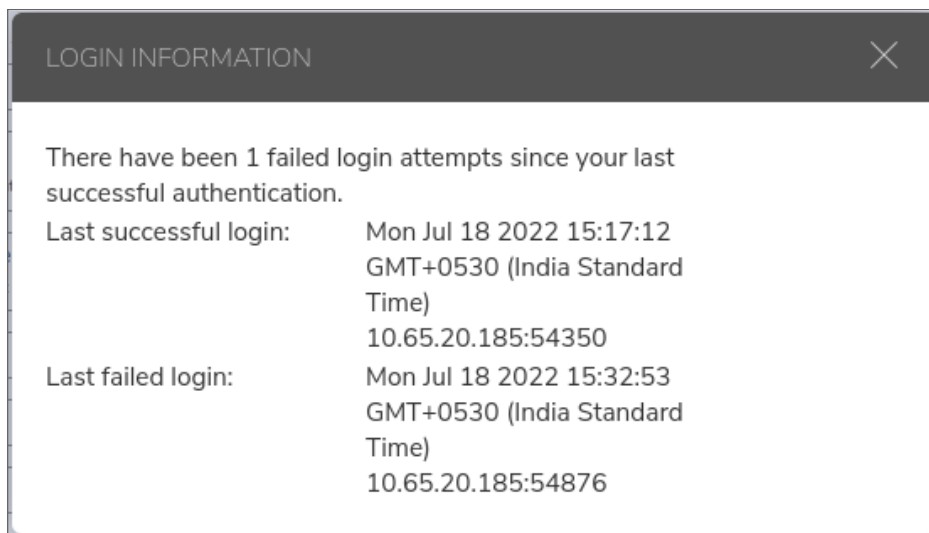 LOGIN INFORMATION
There have been 1 failed login attempts since your last
successful authentication.
Last successful login: Mon Jul 18 2022 15:17:12
GMT+0530 (India Standard
Time)
10.65.20.185:54350
Last failed login: Mon Jul 18 2022 15:32:53
GMT+0530 (India Standard
Time)
10.65.20.185:54876